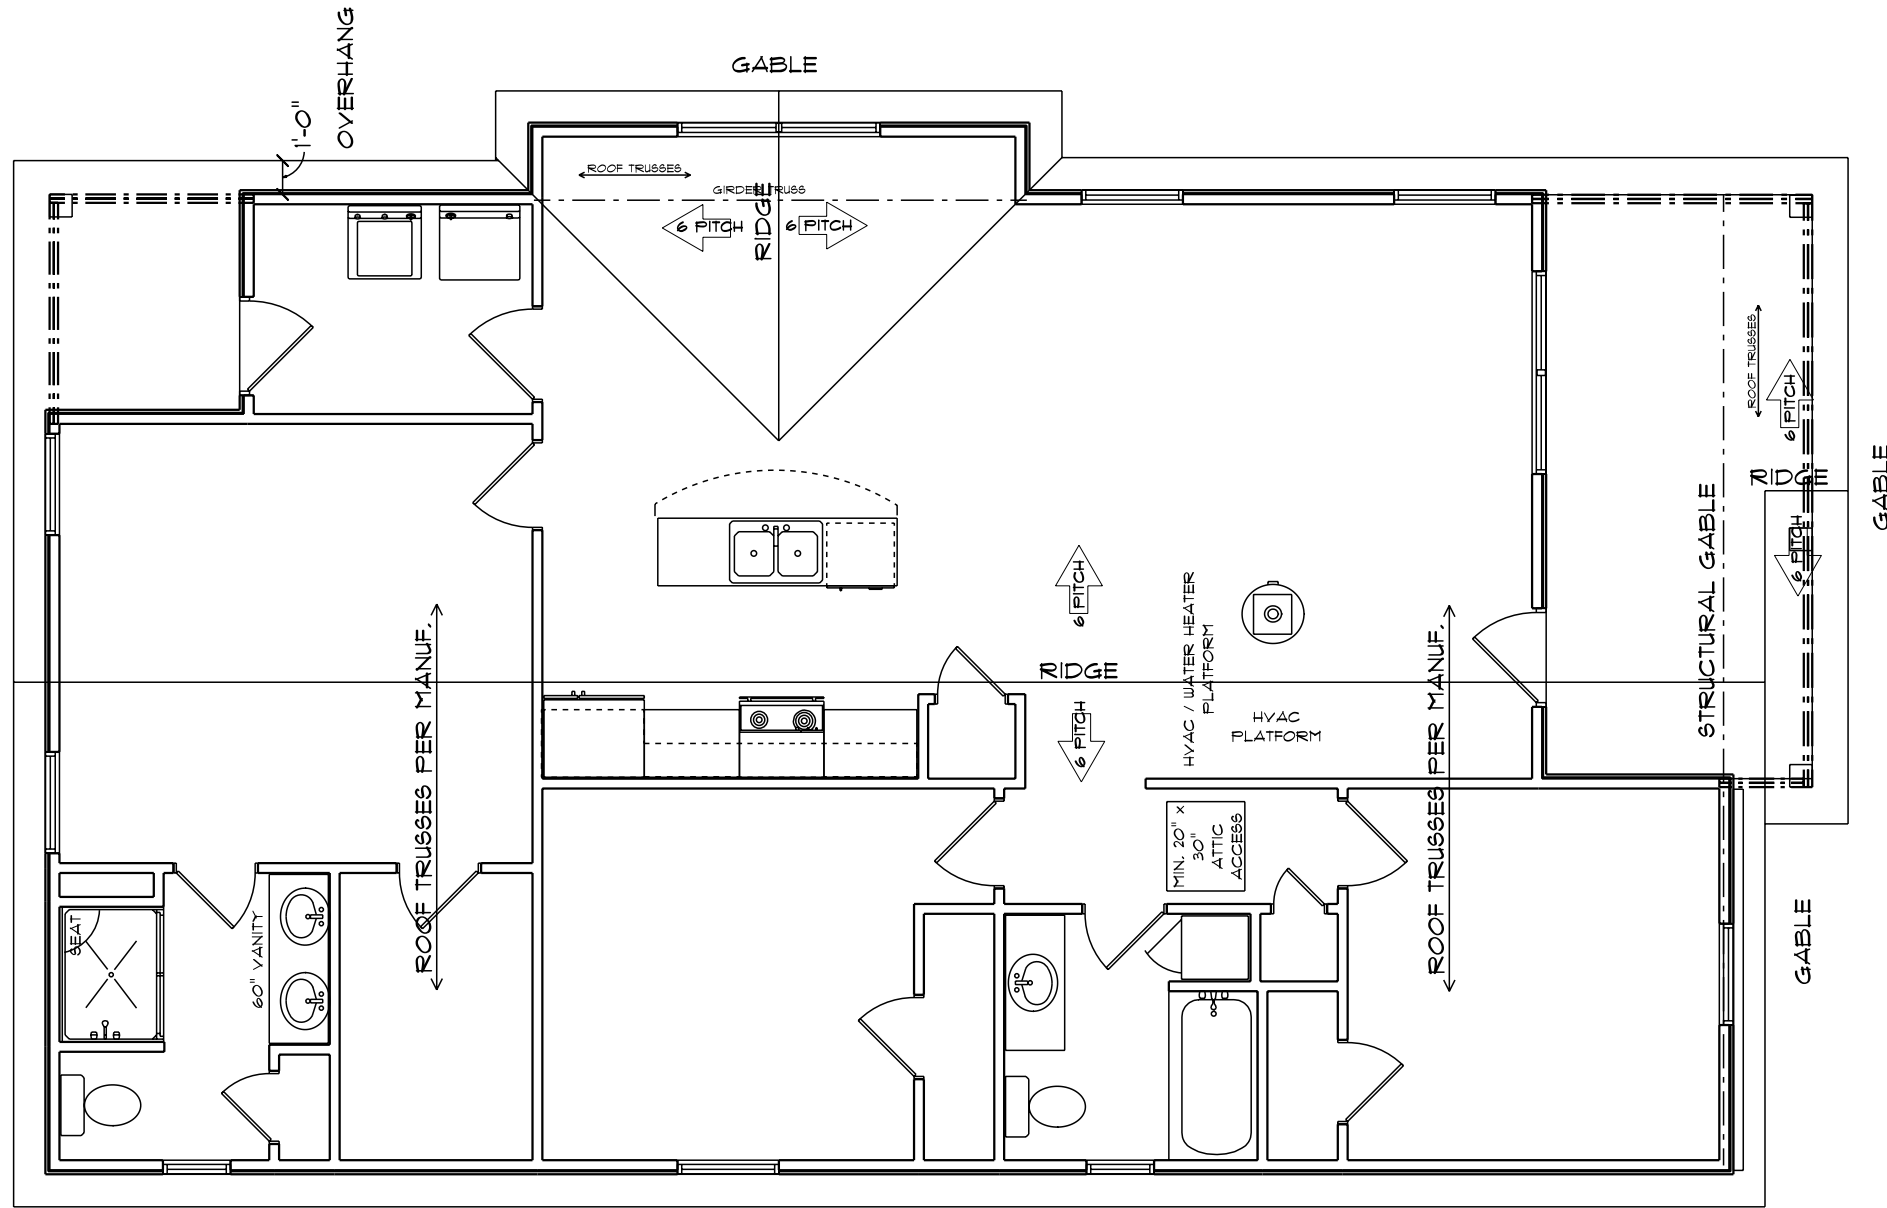 OVERHANG
1'-0"
GABLE
ROOF TRUSSES
GIRDER TRUSS
RIDGE
6 PITCH
6 PITCH
ROOF TRUSSES
6 PITCH
RIDGE
6 PITCH
GABLE
STRUCTURAL GABLE
6 PITCH
RIDGE
6 PITCH
HVAC / WATER HEATER
PLATFORM
HVAC
PLATFORM
ROOF TRUSSES PER MANUF.
ROOF TRUSSES PER MANUF.
MIN. 20" x
30"
ATTIC
ACCESS
SEAT
60" VANITY
GABLE